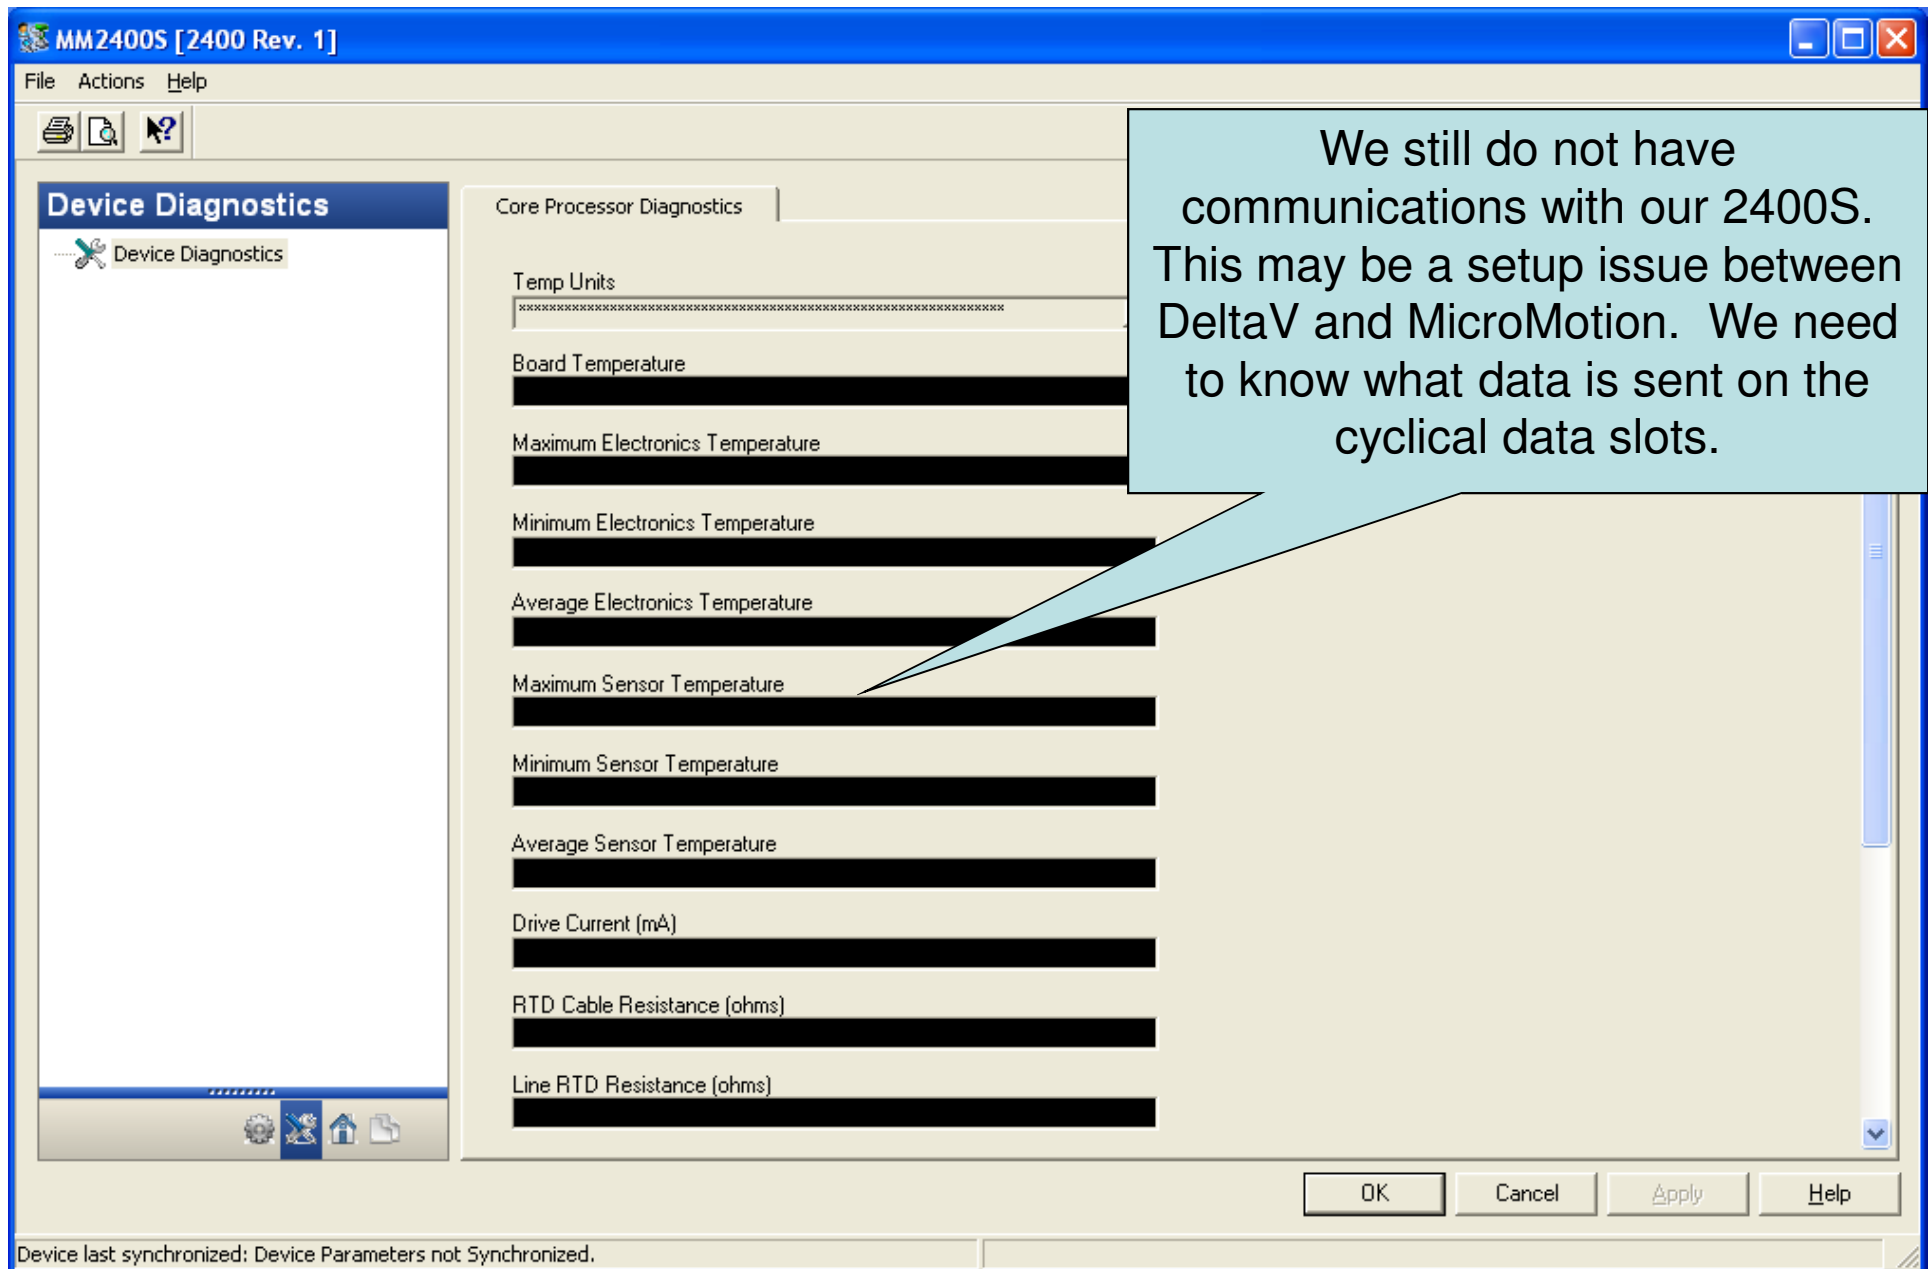 MM2400S [2400 Rev. 1]
File Actions Help
Device Diagnostics
Device Diagnostics
Core Processor Diagnostics
We still do not have
communications with our 2400S.
This may be a setup issue between
DeltaV and MicroMotion. We need
to know what data is sent on the
cyclical data slots.
Temp Units
****************************************************************
Board Temperature
Maximum Electronics Temperature
Minimum Electronics Temperature
Average Electronics Temperature
Maximum Sensor Temperature
Minimum Sensor Temperature
Average Sensor Temperature
Drive Current (mA)
RTD Cable Resistance (ohms)
Line RTD Resistance (ohms)
OK Cancel Apply Help
Device last synchronized: Device Parameters not Synchronized.